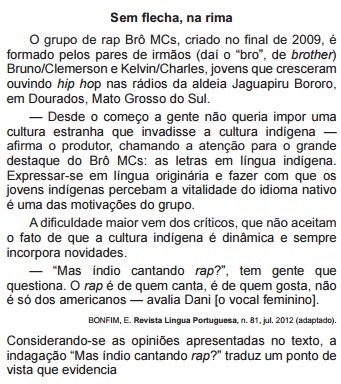 Sem flecha, na rima
O grupo de rap Brô MCs, criado no final de 2009, é
formado pelos pares de irmãos (daí o “bro”, de brother)
Bruno/Clemerson e Kelvin/Charles, jovens que cresceram
ouvindo hip hop nas rádios da aldeia Jaguapiru Bororo,
em Dourados, Mato Grosso do Sul.
— Desde o começo a gente não queria impor uma
cultura estranha que invadisse a cultura indígena —
afirma o produtor, chamando a atenção para o grande
destaque do Brô MCs: as letras em língua indígena.
Expressar-se em língua originária e fazer com que os
jovens indígenas percebam a vitalidade do idioma nativo
é uma das motivações do grupo.
A dificuldade maior vem dos críticos, que não aceitam
o fato de que a cultura indígena é dinâmica e sempre
incorpora novidades.
— “Mas índio cantando rap?”, tem gente que
questiona. O rap é de quem canta, é de quem gosta, não
é só dos americanos — avalia Dani [o vocal feminino].
BONFIM, E. Revista Língua Portuguesa, n. 81, jul. 2012 (adaptado).
Considerando-se as opiniões apresentadas no texto, a
indagação “Mas índio cantando rap?” traduz um ponto de
vista que evidencia